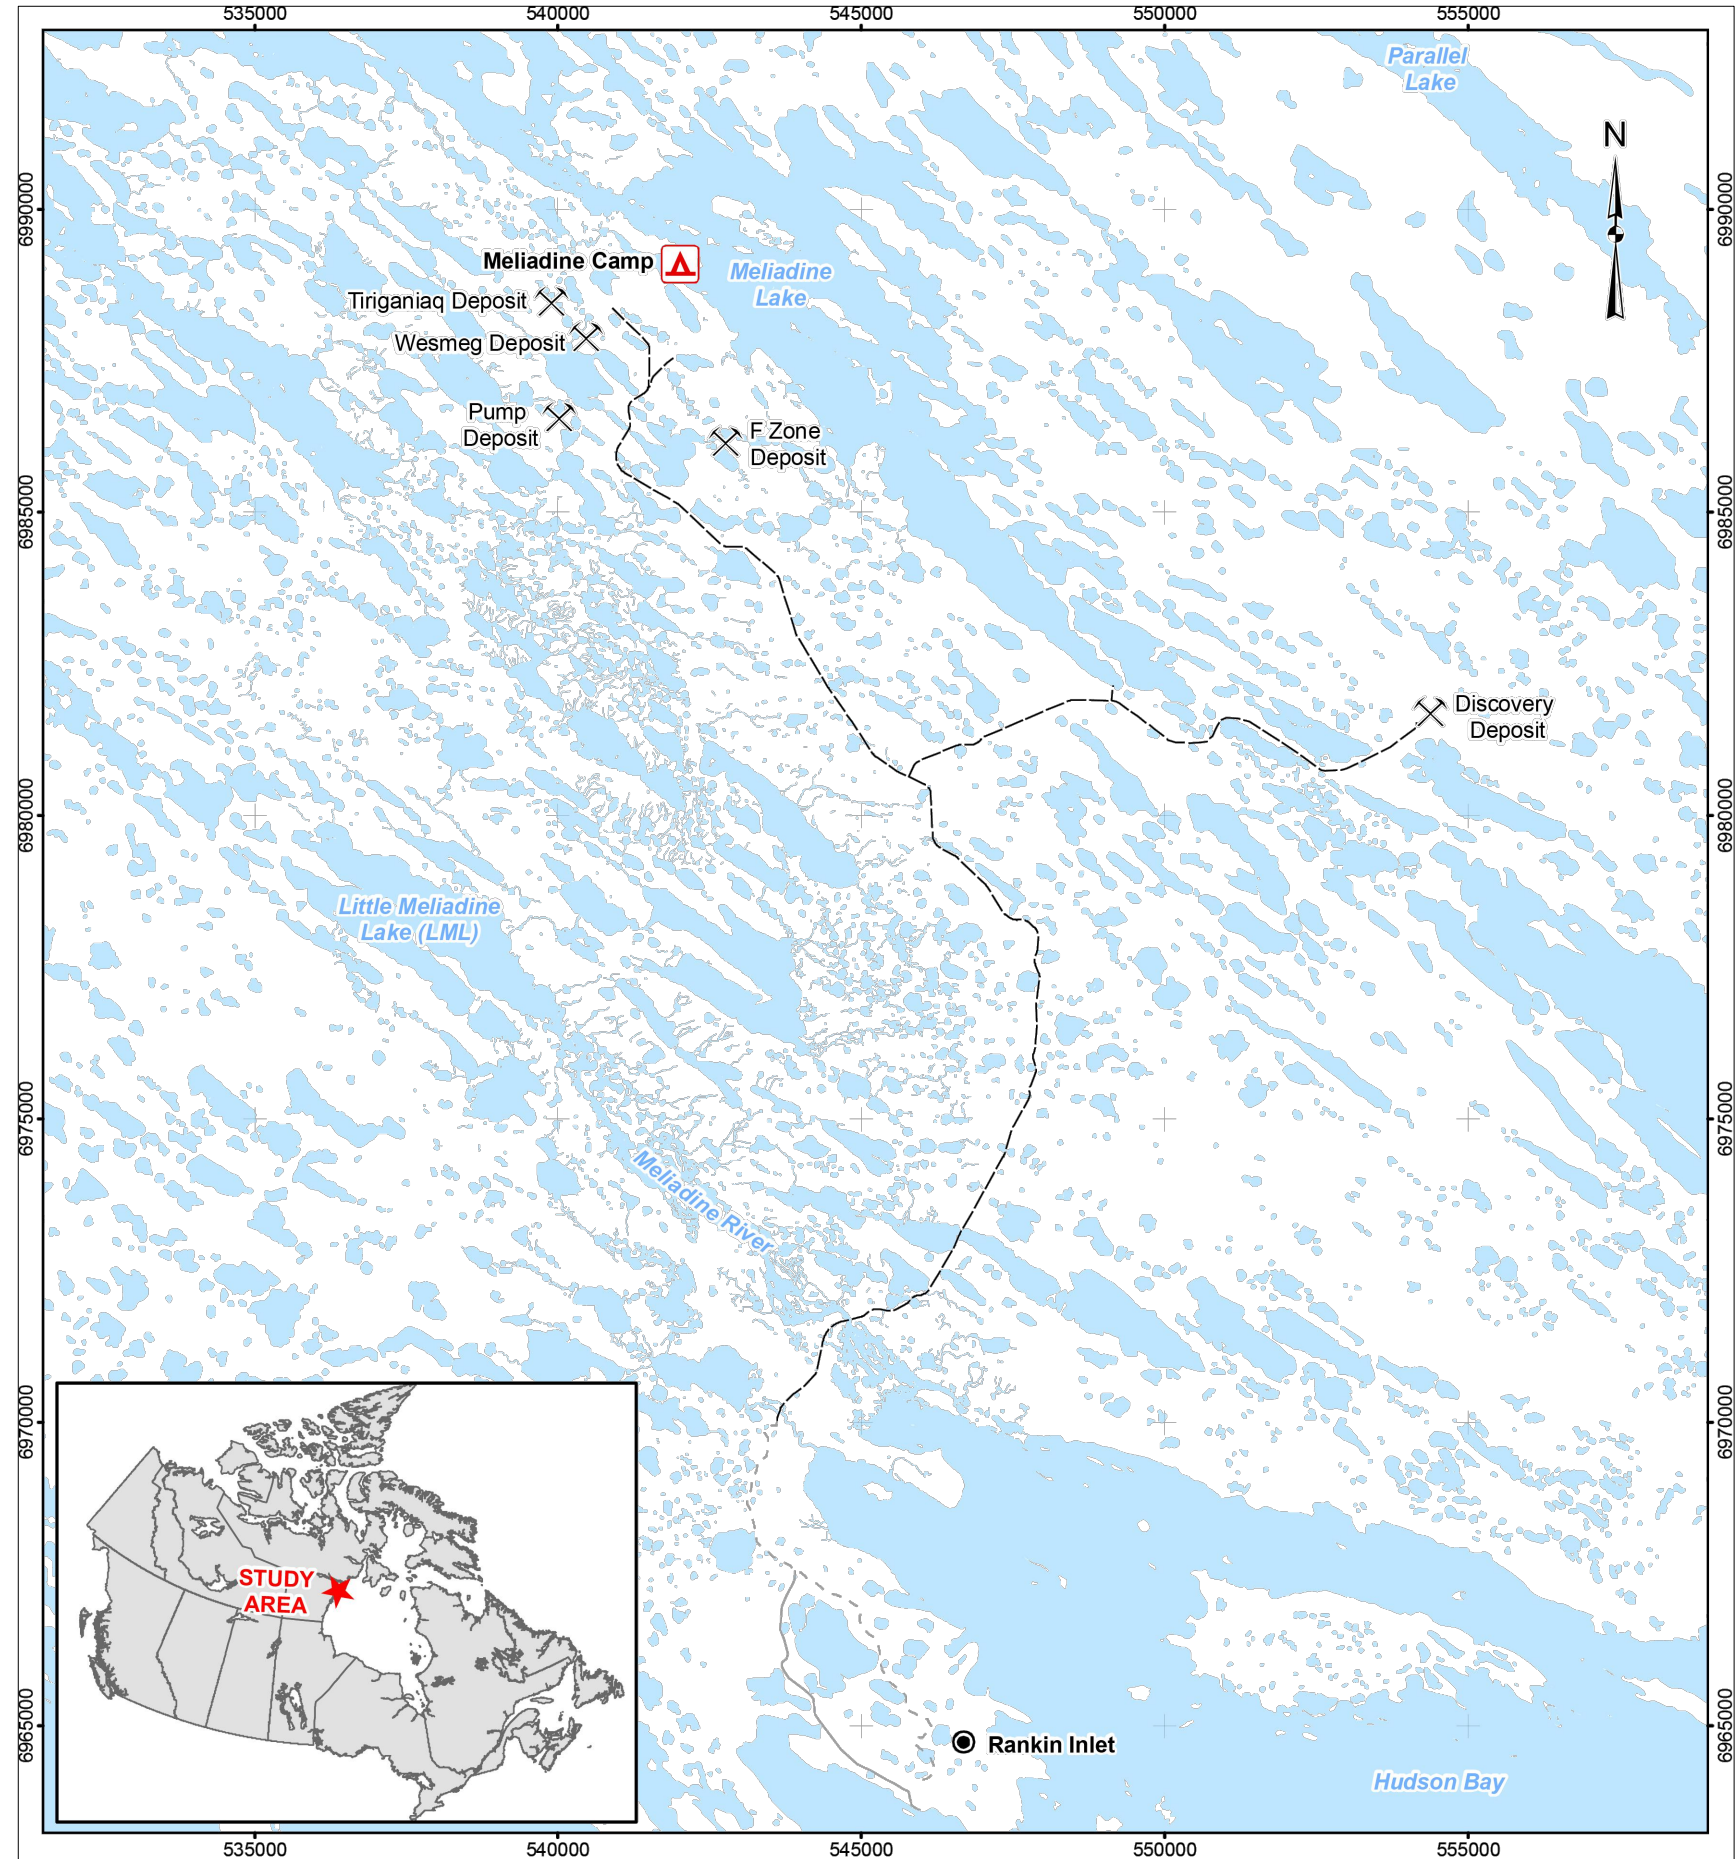 535000
540000
545000
550000
555000
Parallel
Lake
N
6990000
6990000
Meliadine Camp
Meliadine
Lake
Tiriganiaq Deposit
Wesmeg Deposit
Pump
Deposit
F Zone
Deposit
6985000
6985000
Discovery
Deposit
6980000
6980000
Little Meliadine
Lake (LML)
6975000
6975000
Meliadine River
6970000
6970000
STUDY
AREA
6965000
6965000
Rankin Inlet
Hudson Bay
535000
540000
545000
550000
555000